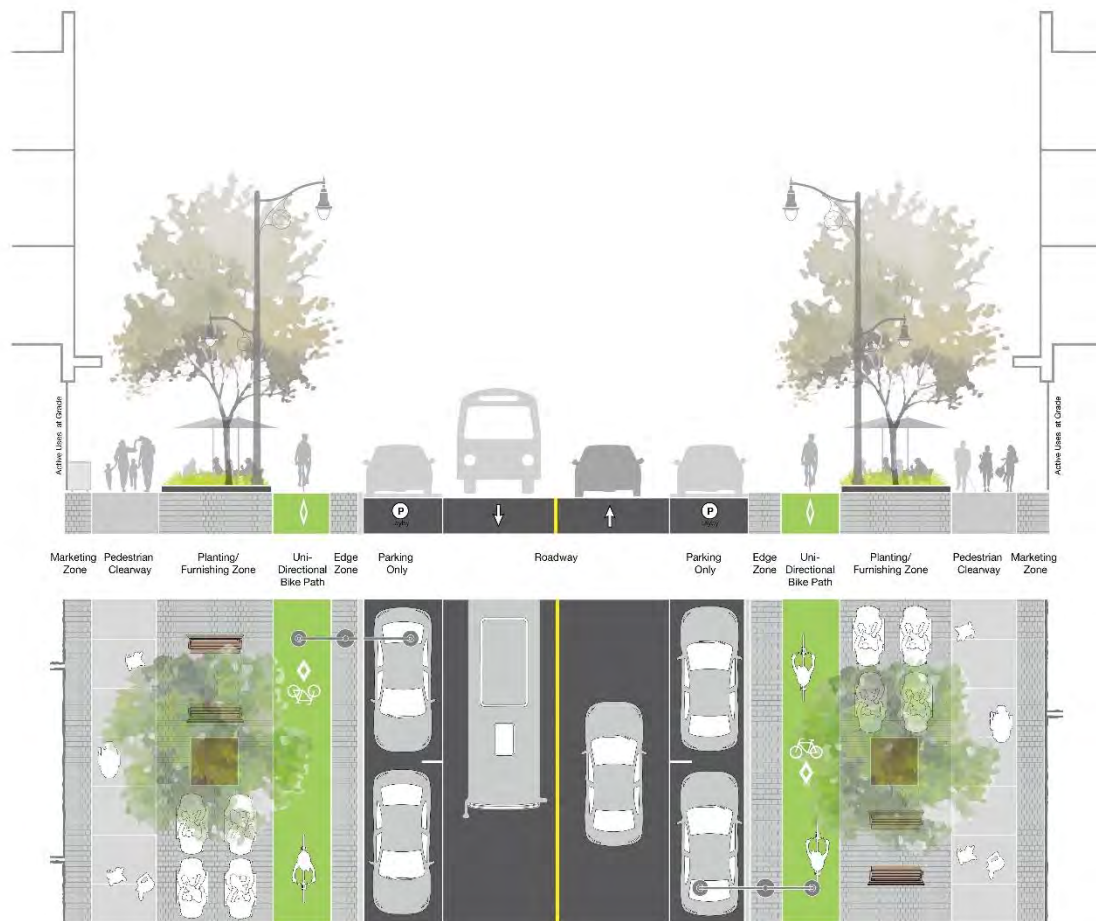 Active Uses at Grade
Active Uses at Grade
P
P
Marketing
Zone
Pedestrian
Clearway
Planting/
Furnishing Zone
Uni-
Directional
Bike Path
Edge
Zone
Parking
Only
Roadway
Parking
Only
Edge
Zone
Uni-
Directional
Bike Path
Planting/
Furnishing Zone
Pedestrian
Clearway
Marketing
Zone